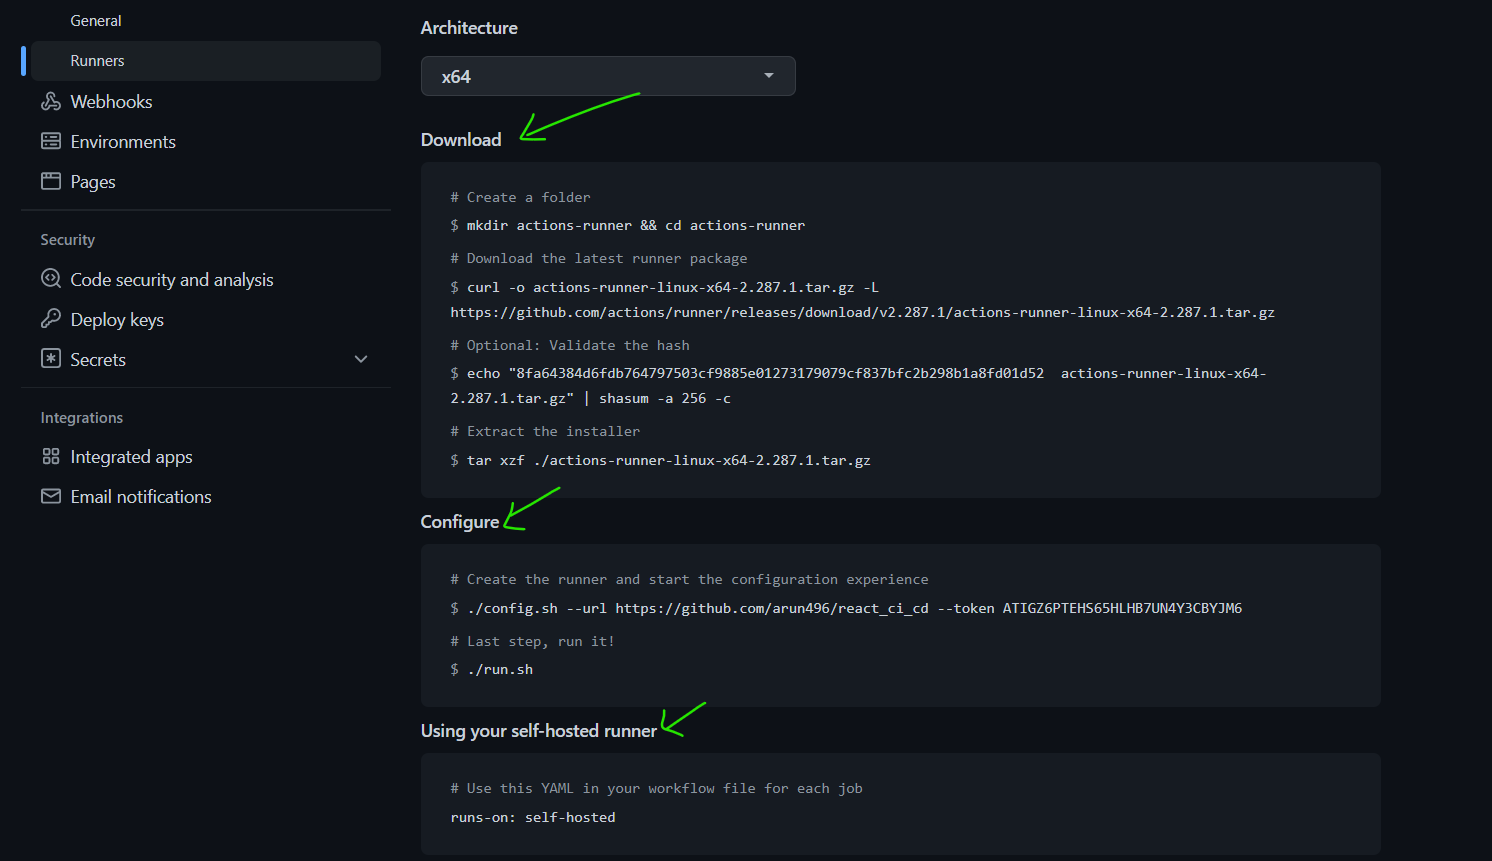 General
Runners
Webhooks
Environments
Pages
Security
Code security and analysis
Deploy keys
Secrets
Integrations
Integrated apps
Email notifications
Architecture
x64
Download
# Create a folder
$ mkdir actions-runner && cd actions-runner
# Download the latest runner package
$ curl -o actions-runner-linux-x64-2.287.1.tar.gz -L
https://github.com/actions/runner/releases/download/v2.287.1/actions-runner-linux-x64-2.287.1.tar.gz
# Optional: Validate the hash
$ echo "8fa64384d6fdb764797503cf9885e01273179079cf837bfc2b298b1a8fd01d52  actions-runner-linux-x64-
2.287.1.tar.gz" | shasum -a 256 -c
# Extract the installer
$ tar xzf ./actions-runner-linux-x64-2.287.1.tar.gz
Configure
# Create the runner and start the configuration experience
$ ./config.sh --url https://github.com/arun496/react_ci_cd --token ATIGZ6PTEHS65HLHB7UN4Y3CBYJM6
# Last step, run it!
$ ./run.sh
Using your self-hosted runner
# Use this YAML in your workflow file for each job
runs-on: self-hosted